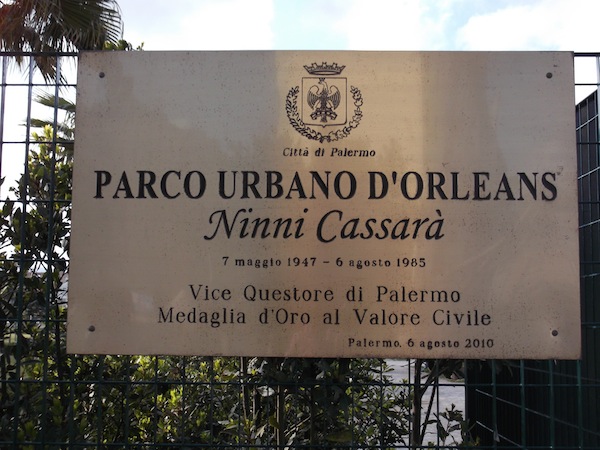 Città di Palermo
PARCO URBANO D'ORLEANS
Ninni Cassarà
7 maggio 1947 - 6 agosto 1985
Vice Questore di Palermo
Medaglia d'Oro al Valore Civile
Palermo, 6 agosto 2010